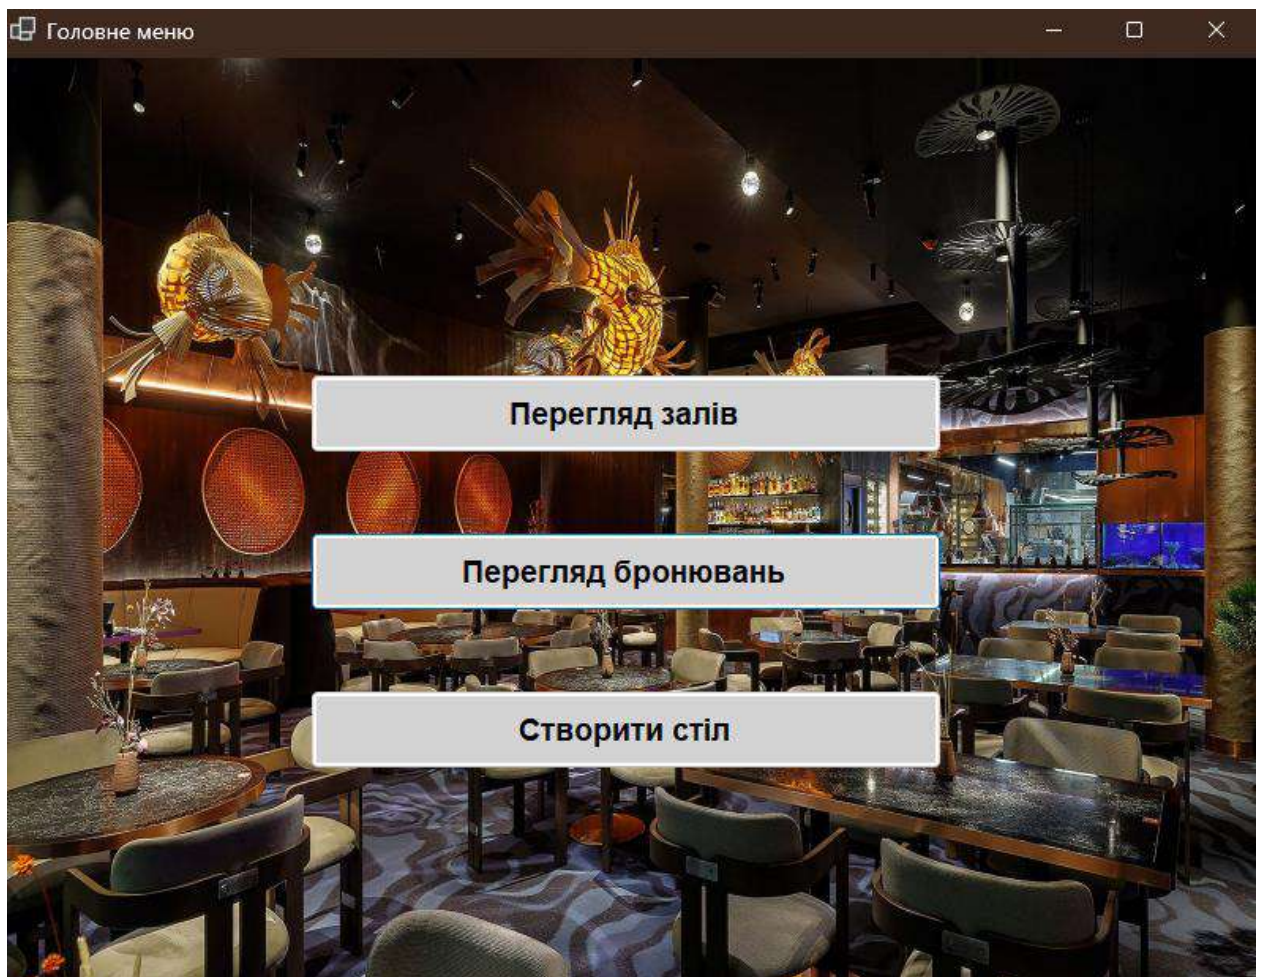 Головне меню
Перегляд залів
Перегляд бронювань
Створити стіл